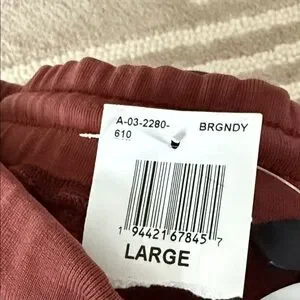 A-03-2280-
610
BRGNDY
1 94421 67845 7
LARGE